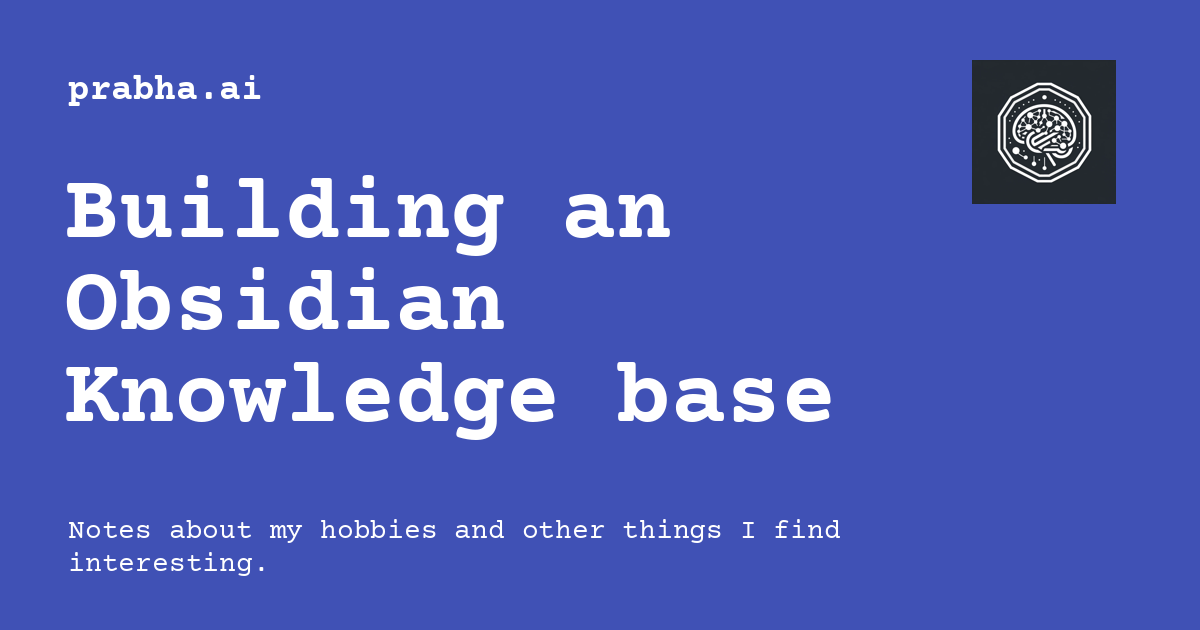 prabha.ai
Building an
Obsidian
Knowledge base
Notes about my hobbies and other things I find
interesting.